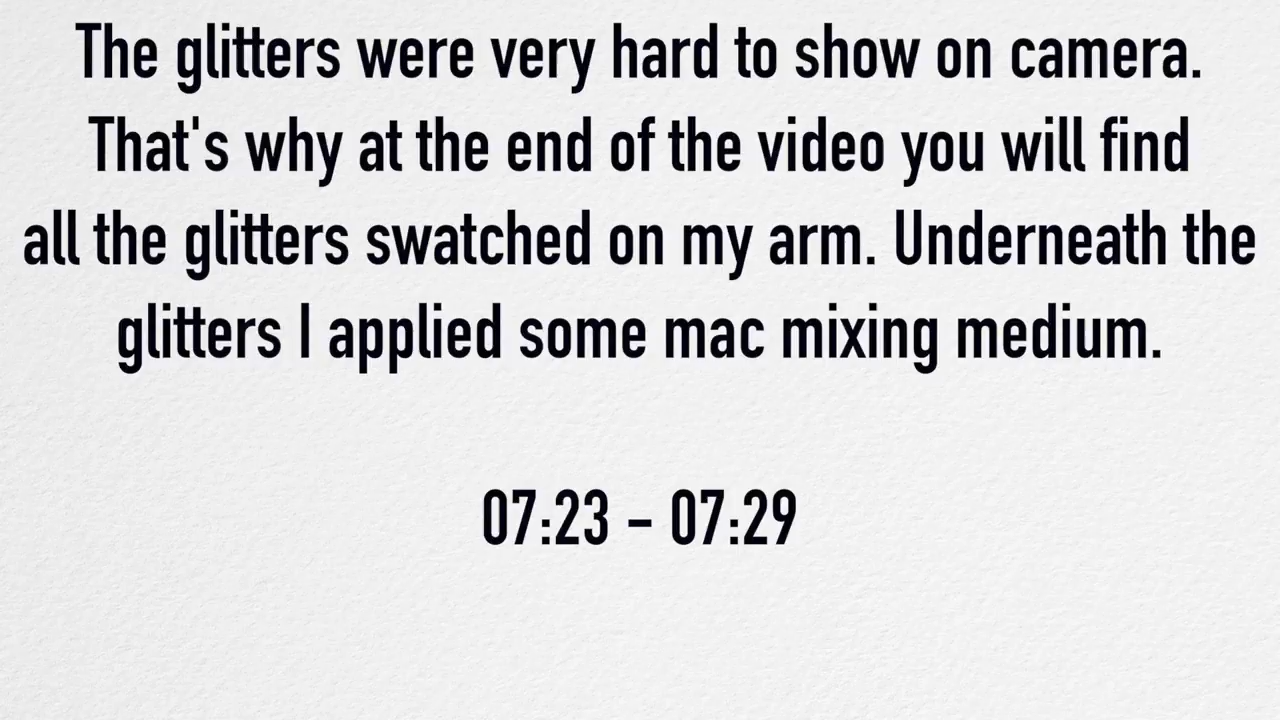 The glitters were very hard to show on camera.
That's why at the end of the video you will find
all the glitters swatched on my arm. Underneath the
glitters I applied some mac mixing medium.
07:23 – 07:29